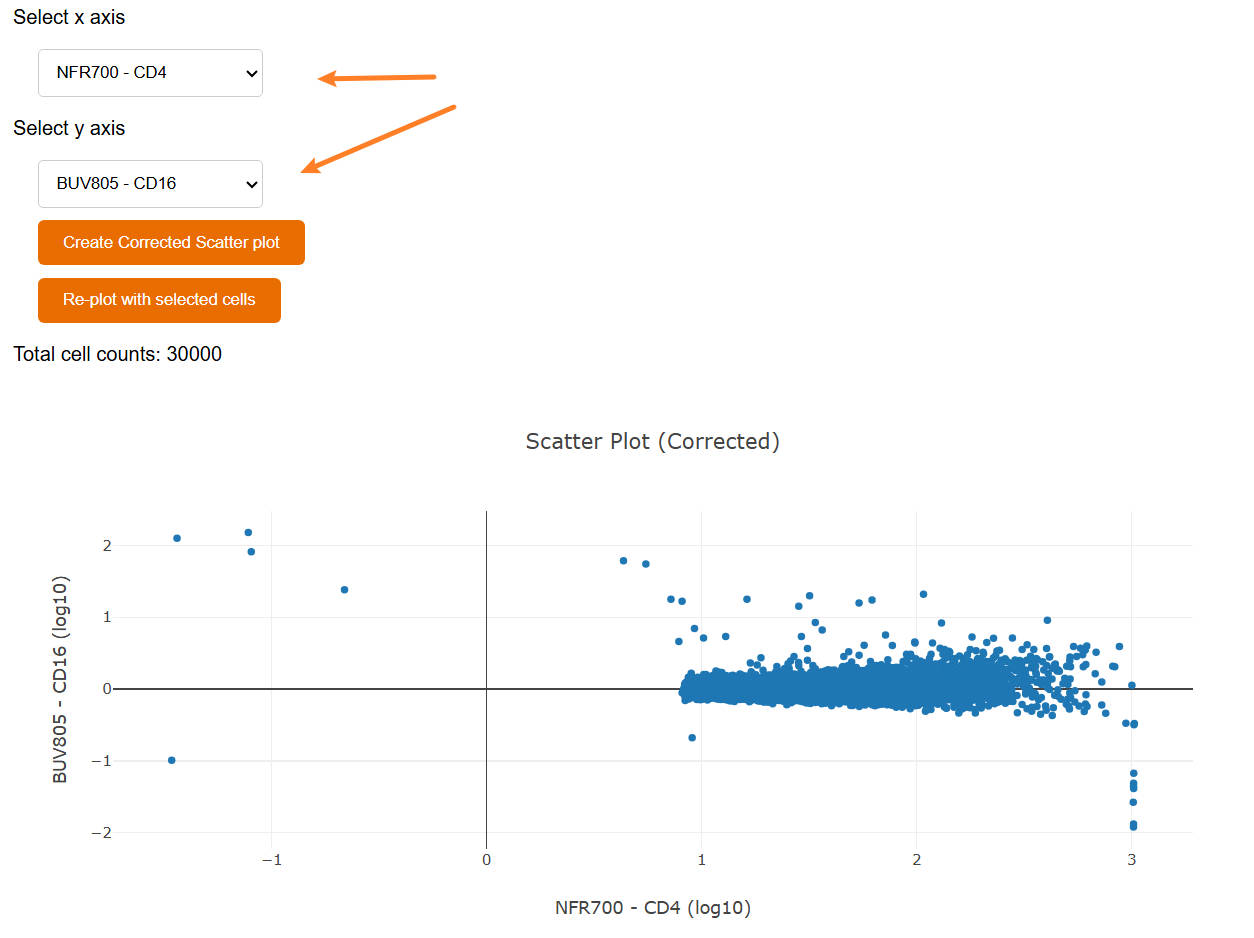 Select x axis
NFR700 - CD4
Select y axis
BUV805 - CD16
Create Corrected Scatter plot
Re-plot with selected cells
Total cell counts: 30000
Scatter Plot (Corrected)
2
1
0
−1
−2
BUV805 - CD16 (log10)
−1
0
1
2
3
NFR700 - CD4 (log10)